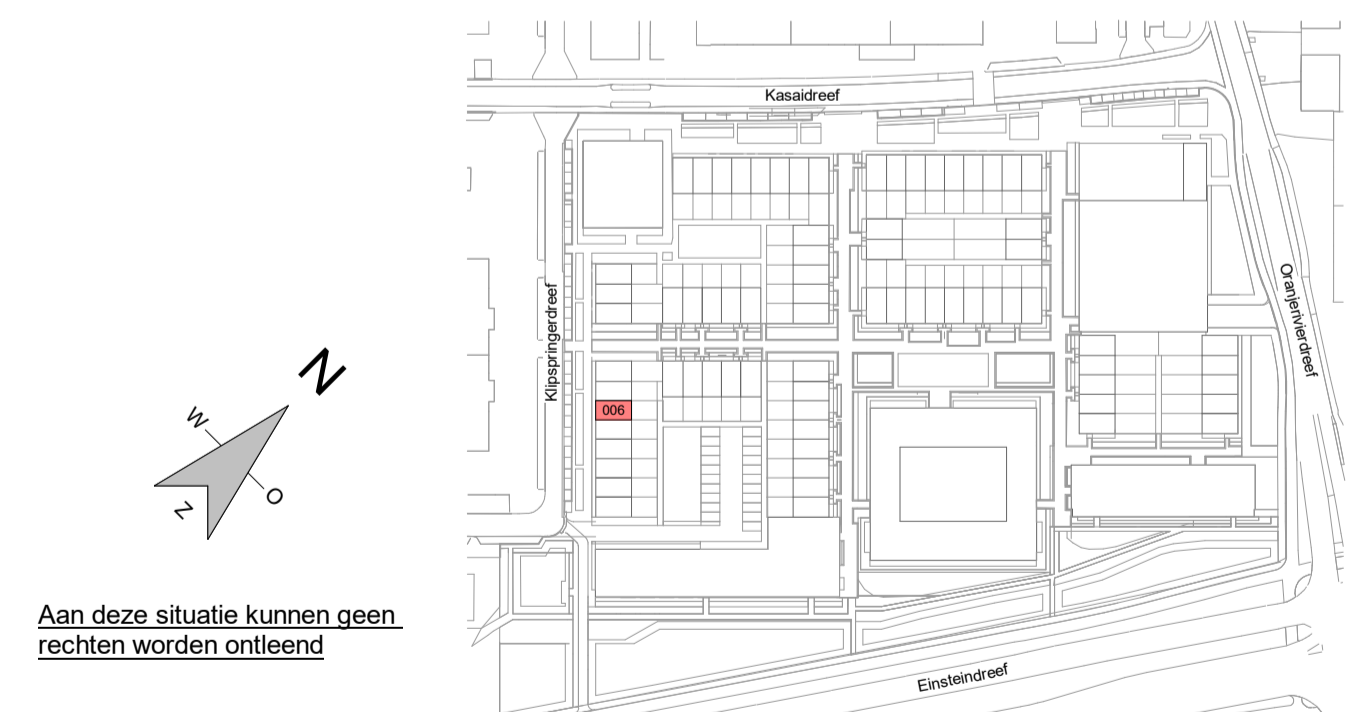 Kasaidreef
Klipspringerdreef
Oranjerivierdreef
006
N
W
O
Z
Aan deze situatie kunnen geen
rechten worden ontleend
Einsteindreef